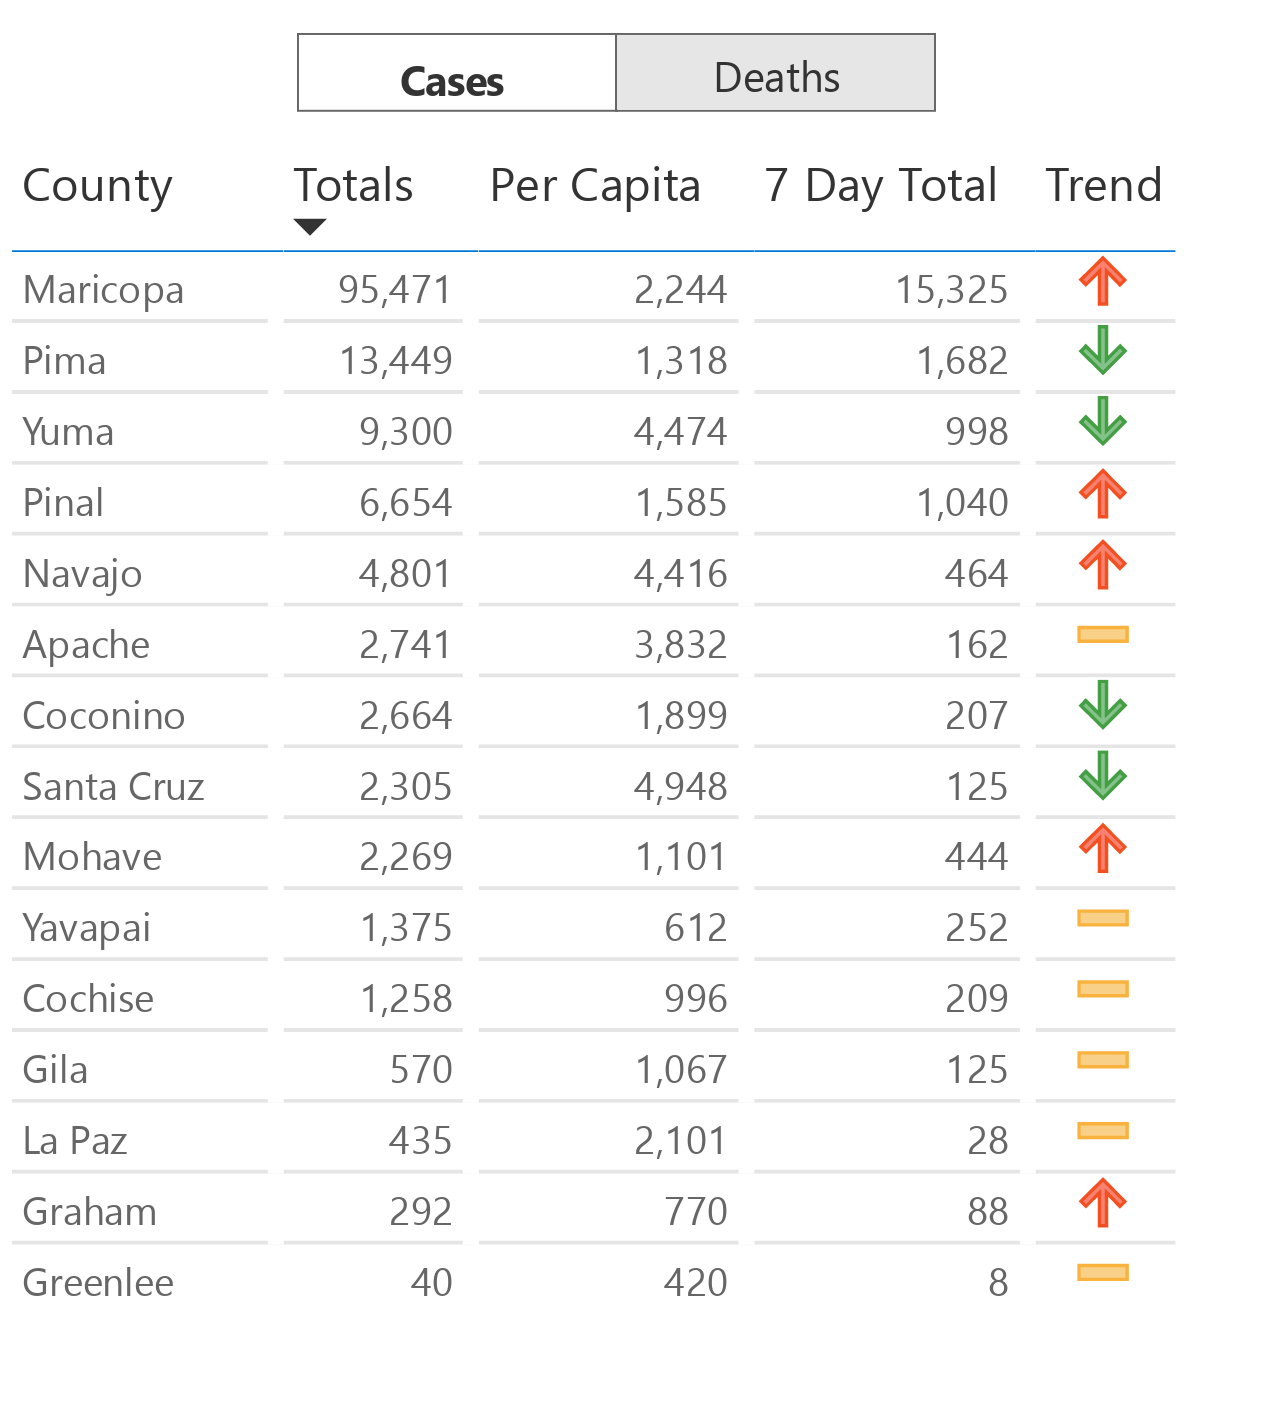 Cases Deaths
County Totals Per Capita 7 Day Total Trend
Maricopa 95,471 2,244 15,325
Pima 13,449 1,318 1,682
Yuma 9,300 4,474 998
Pinal 6,654 1,585 1,040
Navajo 4,801 4,416 464
Apache 2,741 3,832 162
Coconino 2,664 1,899 207
Santa Cruz 2,305 4,948 125
Mohave 2,269 1,101 444
Yavapai 1,375 612 252
Cochise 1,258 996 209
Gila 570 1,067 125
La Paz 435 2,101 28
Graham 292 770 88
Greenlee 40 420 8